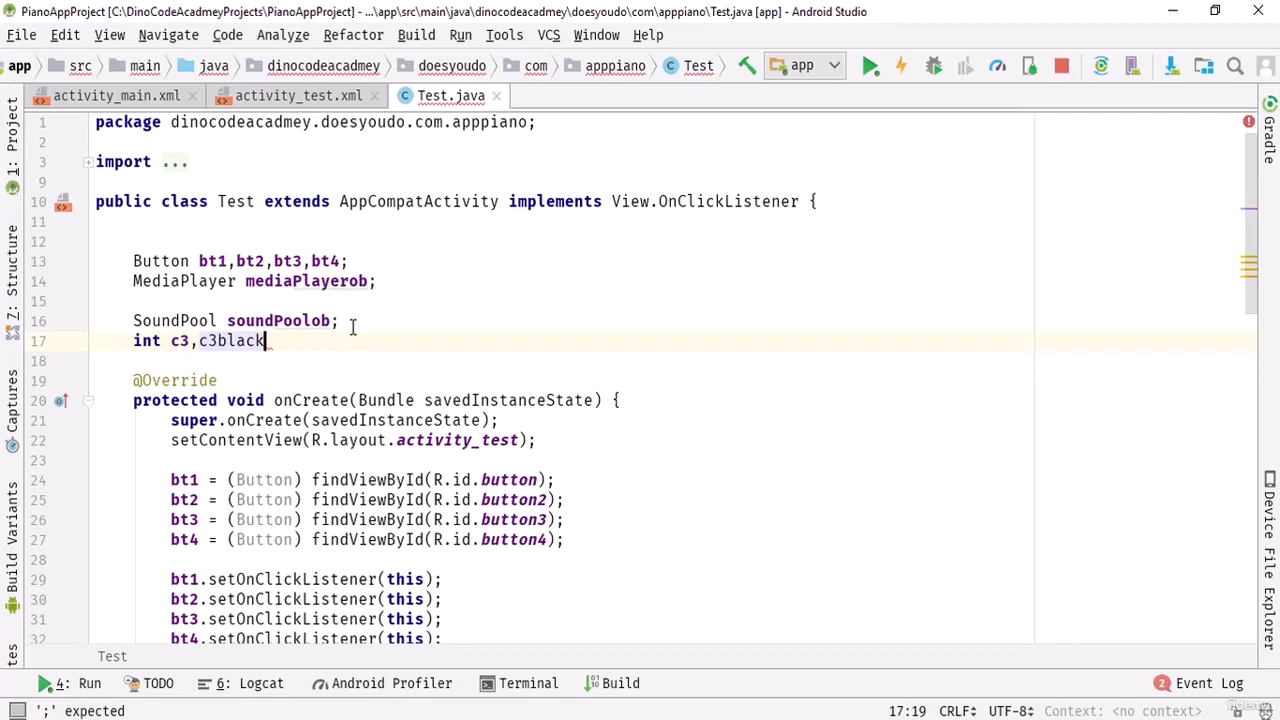 PianoAppProject [C:\DinoCodeAcadmeyProjects\PianoAppProject] - ...\app\src\main\java\dinocodeacadmey\doesyoudo\com\apppiano\Test.java [app] - Android Studio
File Edit View Navigate Code Analyze Refactor Build Run Tools VCS Window Help
app src main java dinocodeacadmey doesyoudo com apppiano Test app
activity_main.xml activity_test.xml Test.java
1 package dinocodeacadmey.doesyoudo.com.apppiano;
2
3 import ...
9
10 public class Test extends AppCompatActivity implements View.OnClickListener {
11
12
13 Button bt1,bt2,bt3,bt4;
14 MediaPlayer mediaPlayerob;
15
16 SoundPool soundPoolob;
17 int c3,c3black
18
19 @Override
20 protected void onCreate(Bundle savedInstanceState) {
21 super.onCreate(savedInstanceState);
22 setContentView(R.layout.activity_test);
23
24 bt1 = (Button) findViewById(R.id.button);
25 bt2 = (Button) findViewById(R.id.button2);
26 bt3 = (Button) findViewById(R.id.button3);
27 bt4 = (Button) findViewById(R.id.button4);
28
29 bt1.setOnClickListener(this);
30 bt2.setOnClickListener(this);
31 bt3.setOnClickListener(this);
32 bt4.setOnClickListener(this);
1: Project
7: Structure
Captures
Build Variants
Gradle
Device File Explorer
Test
4: Run TODO 6: Logcat Android Profiler Terminal Build 2 Event Log
';' expected 17:19 CRLF UTF-8 Context: <no context>